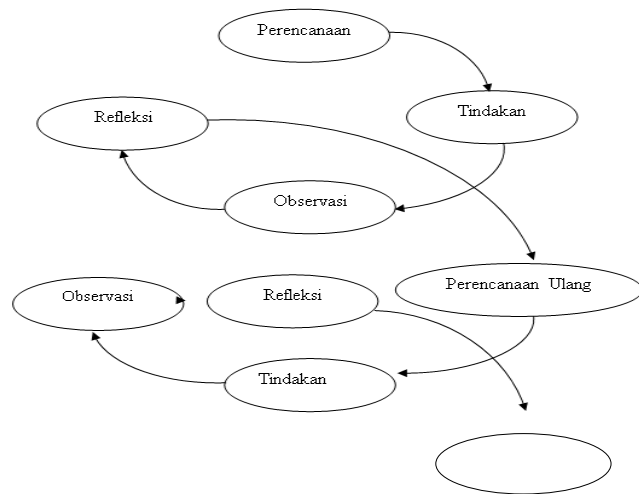 Perencanaan
Tindakan
Refleksi
Observasi
Perencanaan Ulang
Observasi
Refleksi
Tindakan